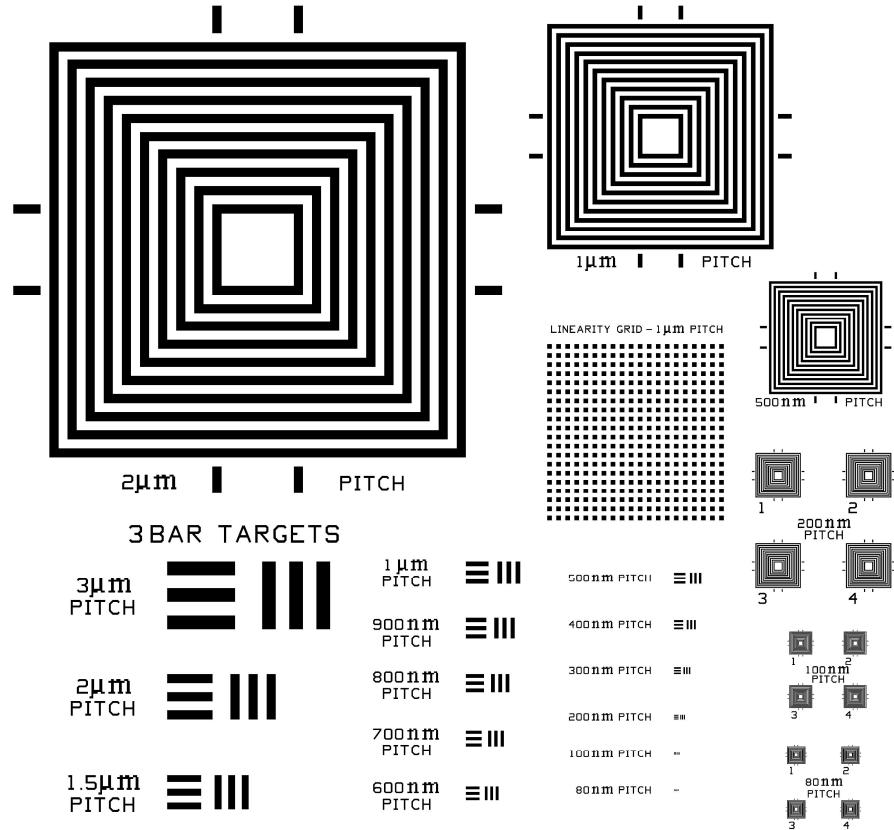 2μm PITCH
1μm PITCH
LINEARITY GRID – 1μm PITCH
500nm PITCH
1 2
200nm
PITCH
3 4
1 2
100nm
PITCH
3 4
1 2
80nm
PITCH
3 4
3 BAR TARGETS
3μm
PITCH
2μm
PITCH
1.5μm
PITCH
1μm
PITCH
900nm
PITCH
800nm
PITCH
700nm
PITCH
600nm
PITCH
500nm PITCH
400nm PITCH
300nm PITCH
200nm PITCH
100nm PITCH
80nm PITCH